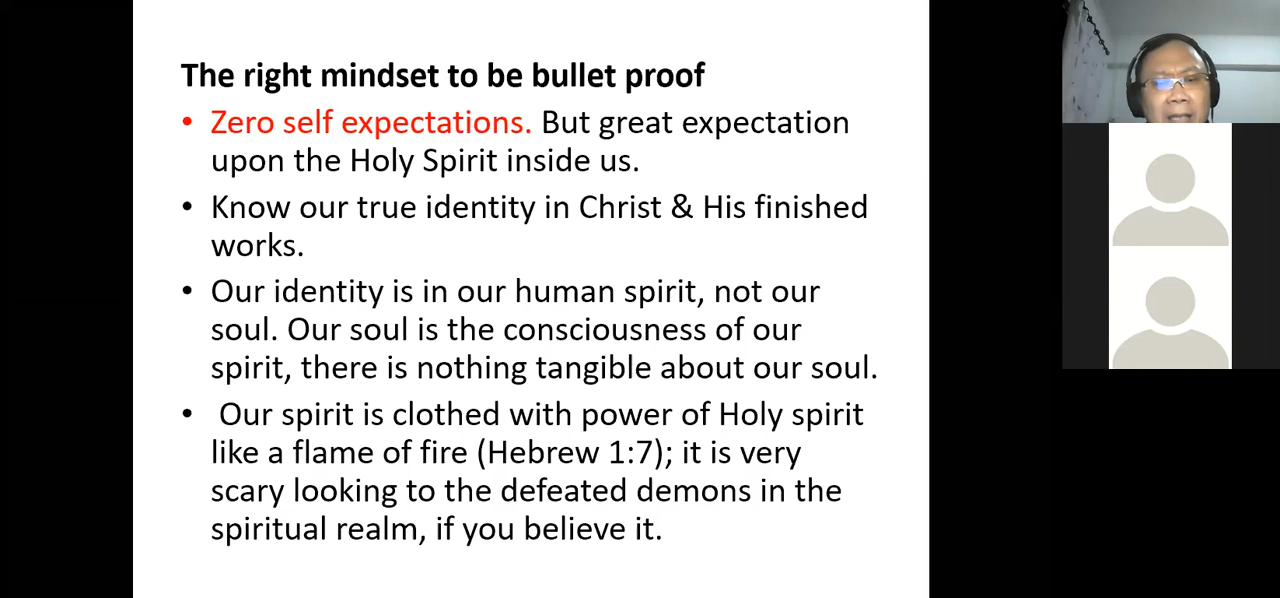 The right mindset to be bullet proof
• Zero self expectations. But great expectation
upon the Holy Spirit inside us.
• Know our true identity in Christ & His finished
works.
• Our identity is in our human spirit, not our
soul. Our soul is the consciousness of our
spirit, there is nothing tangible about our soul.
• Our spirit is clothed with power of Holy spirit
like a flame of fire (Hebrew 1:7); it is very
scary looking to the defeated demons in the
spiritual realm, if you believe it.